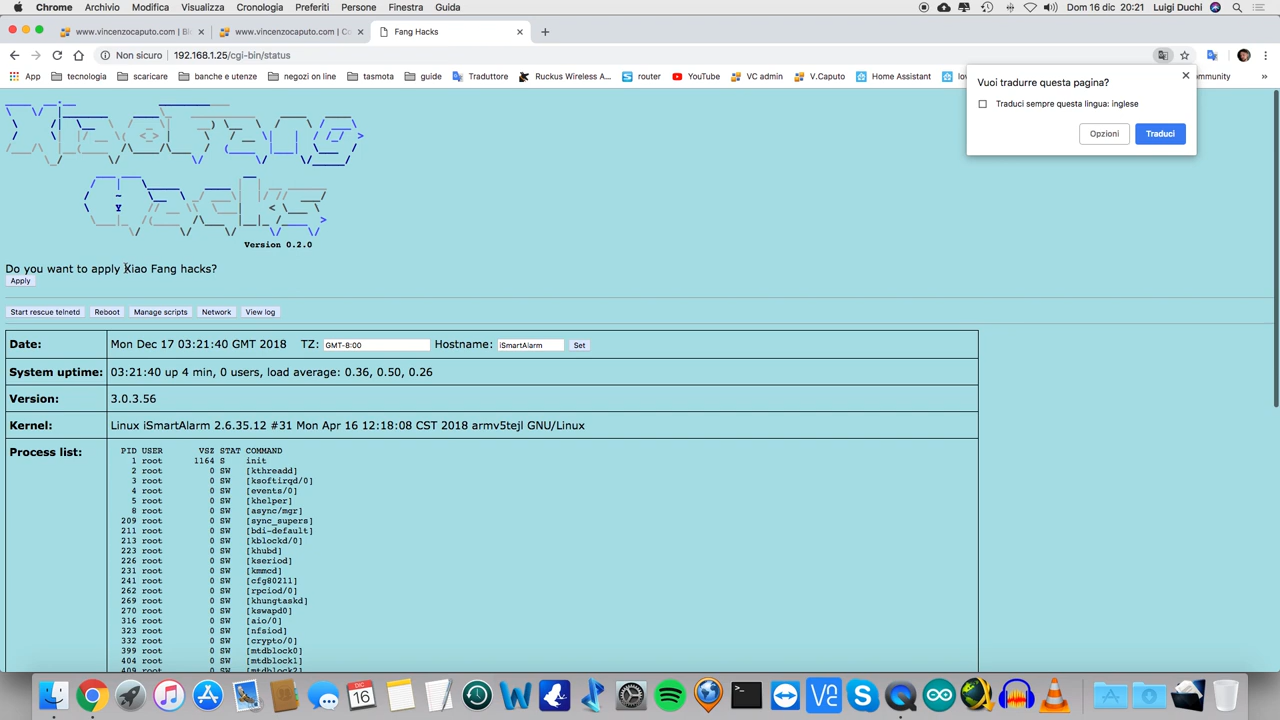 Chrome Archivio Modifica Visualizza Cronologia Preferiti Persone Finestra Guida Dom 16 dic 20:21 Luigi Duchi
www.vincenzocaputo.com | Bl www.vincenzocaputo.com | C Fang Hacks
Non sicuro 192.168.1.25/cgi-bin/status
App tecnologia scaricare banche e utenze negozi on line tasmota guide Traduttore Ruckus Wireless A... router YouTube VC admin V.Caputo Home Assistant lov mmunity »
Vuoi tradurre questa pagina?
Traduci sempre questa lingua: inglese
Opzioni Traduci
XiaoFang
Hacks
Version 0.2.0
Do you want to apply Xiao Fang hacks?
Apply
Start rescue telnetd Reboot Manage scripts Network View log
Date: Mon Dec 17 03:21:40 GMT 2018 TZ: GMT-8:00 Hostname: iSmartAlarm Set
System uptime: 03:21:40 up 4 min, 0 users, load average: 0.36, 0.50, 0.26
Version: 3.0.3.56
Kernel: Linux iSmartAlarm 2.6.35.12 #31 Mon Apr 16 12:18:08 CST 2018 armv5tejl GNU/Linux
Process list: PID USER VSZ STAT COMMAND
1 root 1164 S init
2 root 0 SW [kthreadd]
3 root 0 SW [ksoftirqd/0]
4 root 0 SW [events/0]
5 root 0 SW [khelper]
8 root 0 SW [async/mgr]
209 root 0 SW [sync_supers]
211 root 0 SW [bdi-default]
213 root 0 SW [kblockd/0]
223 root 0 SW [khubd]
226 root 0 SW [kseriod]
231 root 0 SW [kmmcd]
241 root 0 SW [cfg80211]
262 root 0 SW [rpciod/0]
269 root 0 SW [khungtaskd]
270 root 0 SW [kswapd0]
316 root 0 SW [aio/0]
323 root 0 SW [nfsiod]
332 root 0 SW [crypto/0]
399 root 0 SW [mtdblock0]
404 root 0 SW [mtdblock1]
409 root 0 SW [mtdblock2]
DIC
16